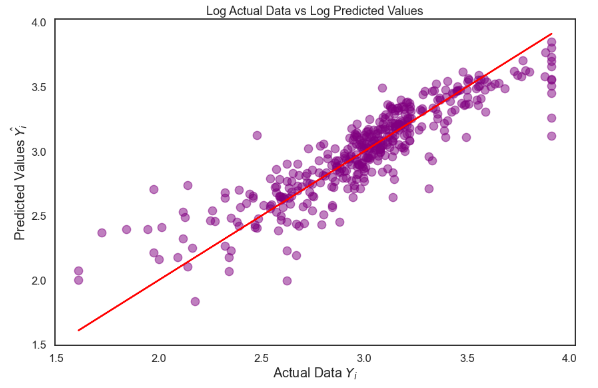 Log Actual Data vs Log Predicted Values
4.0
3.5
3.0
2.5
2.0
1.5
Predicted Values Ŷᵢ
1.5 2.0 2.5 3.0 3.5 4.0
Actual Data Yᵢ